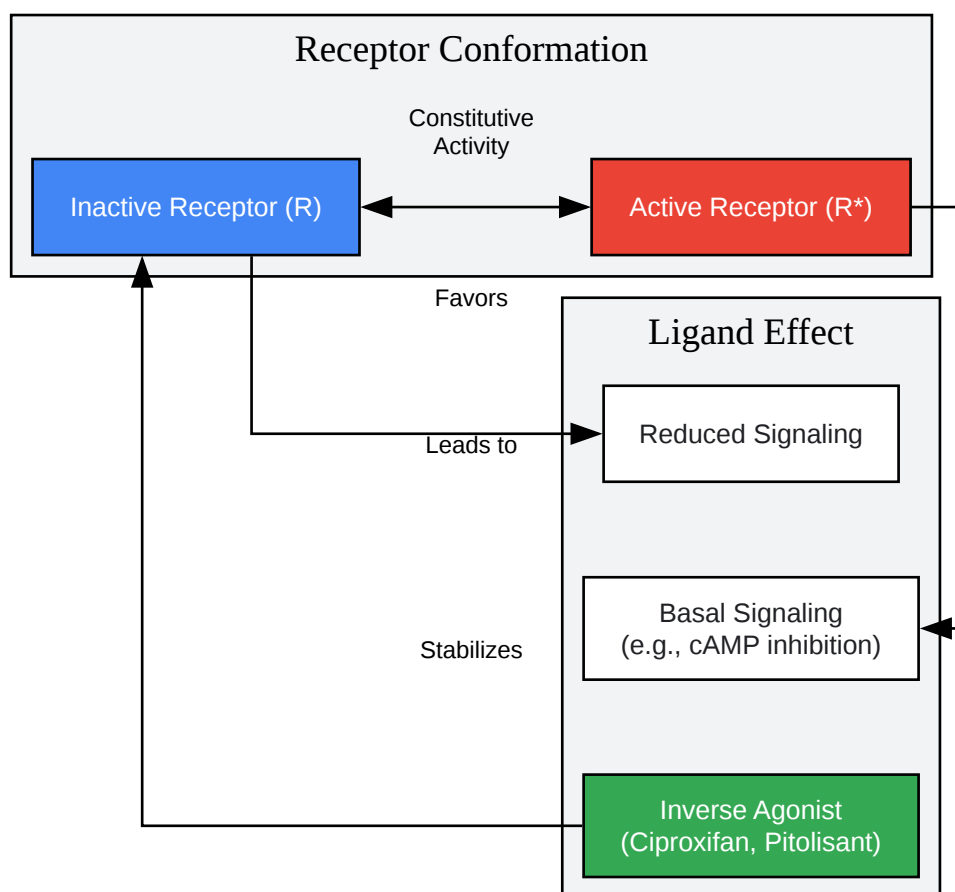 Receptor Conformation
Constitutive
Activity
Inactive Receptor (R)
Active Receptor (R*)
Favors
Ligand Effect
Reduced Signaling
Leads to
Basal Signaling
(e.g., cAMP inhibition)
Stabilizes
Inverse Agonist
(Ciproxifan, Pitolisant)